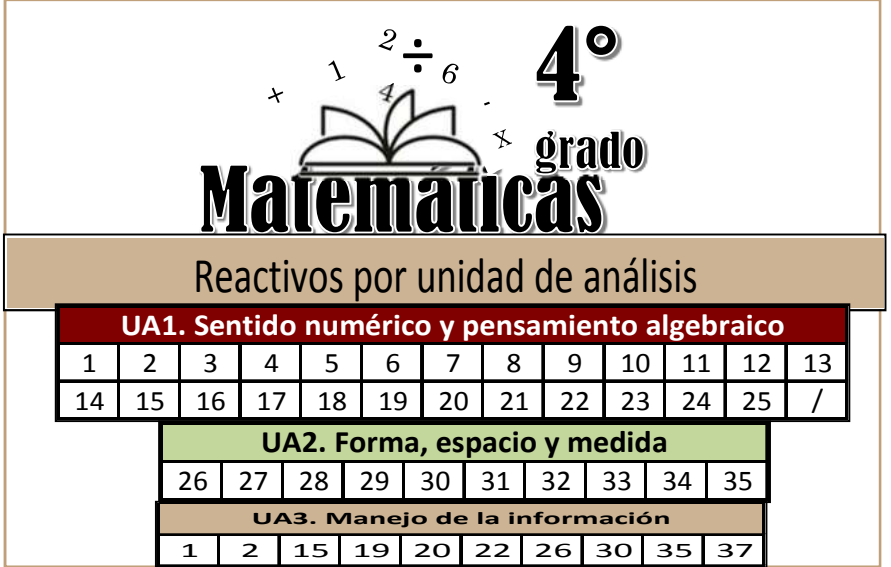 2 ÷ 4°
+ 1 4 6 -
x grado
Matemáticas
Reactivos por unidad de análisis
UA1. Sentido numérico y pensamiento algebraico
1 2 3 4 5 6 7 8 9 10 11 12 13
14 15 16 17 18 19 20 21 22 23 24 25 /
UA2. Forma, espacio y medida
26 27 28 29 30 31 32 33 34 35
UA3. Manejo de la información
1 2 15 19 20 22 26 30 35 37